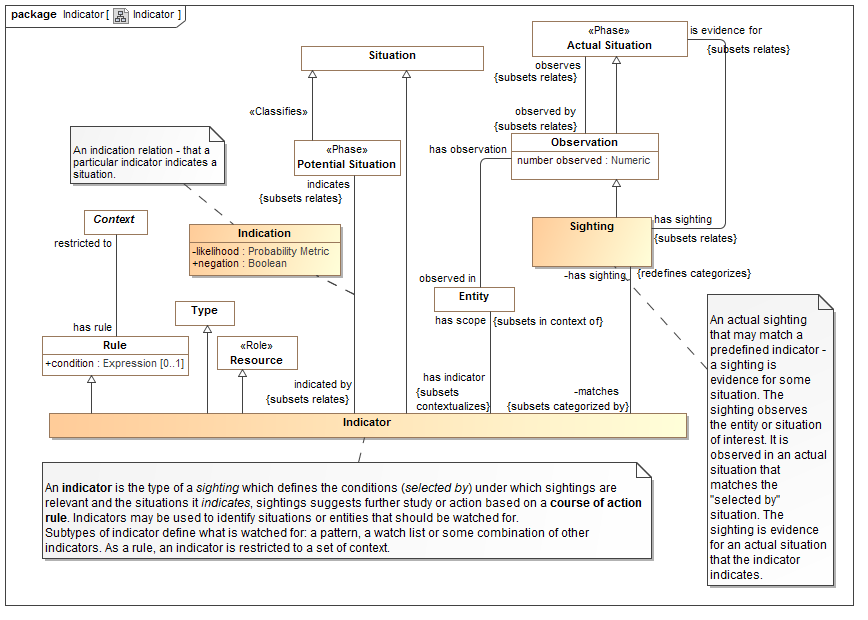 package Indicator [ Indicator ]
Situation
«Phase»
Actual Situation
is evidence for
{subsets relates}
observes
{subsets relates}
«Classifies»
observed by
{subsets relates}
An indication relation - that a
particular indicator indicates a
situation.
«Phase»
Potential Situation
has observation
Observation
number observed : Numeric
indicates
{subsets relates}
Context
restricted to
Indication
-likelihood : Probability Metric
+negation : Boolean
Sighting
has sighting
{subsets relates}
-has sighting
{redefines categorizes}
observed in
Entity
has scope
{subsets in context of}
Type
has rule
Rule
+condition : Expression [0..1]
«Role»
Resource
An actual sighting
that may match a
predefined indicator -
a sighting is
evidence for some
situation. The
sighting observes
the entity or situation
of interest. It is
observed in an actual
situation that
matches the
"selected by"
situation. The
sighting is evidence
for an actual situation
that the indicator
indicates.
indicated by
{subsets relates}
has indicator
{subsets
contextualizes}
-matches
{subsets categorized by}
Indicator
An indicator is the type of a sighting which defines the conditions (selected by) under which sightings are
relevant and the situations it indicates, sightings suggests further study or action based on a course of action
rule. Indicators may be used to identify situations or entities that should be watched for.
Subtypes of indicator define what is watched for: a pattern, a watch list or some combination of other
indicators. As a rule, an indicator is restricted to a set of context.